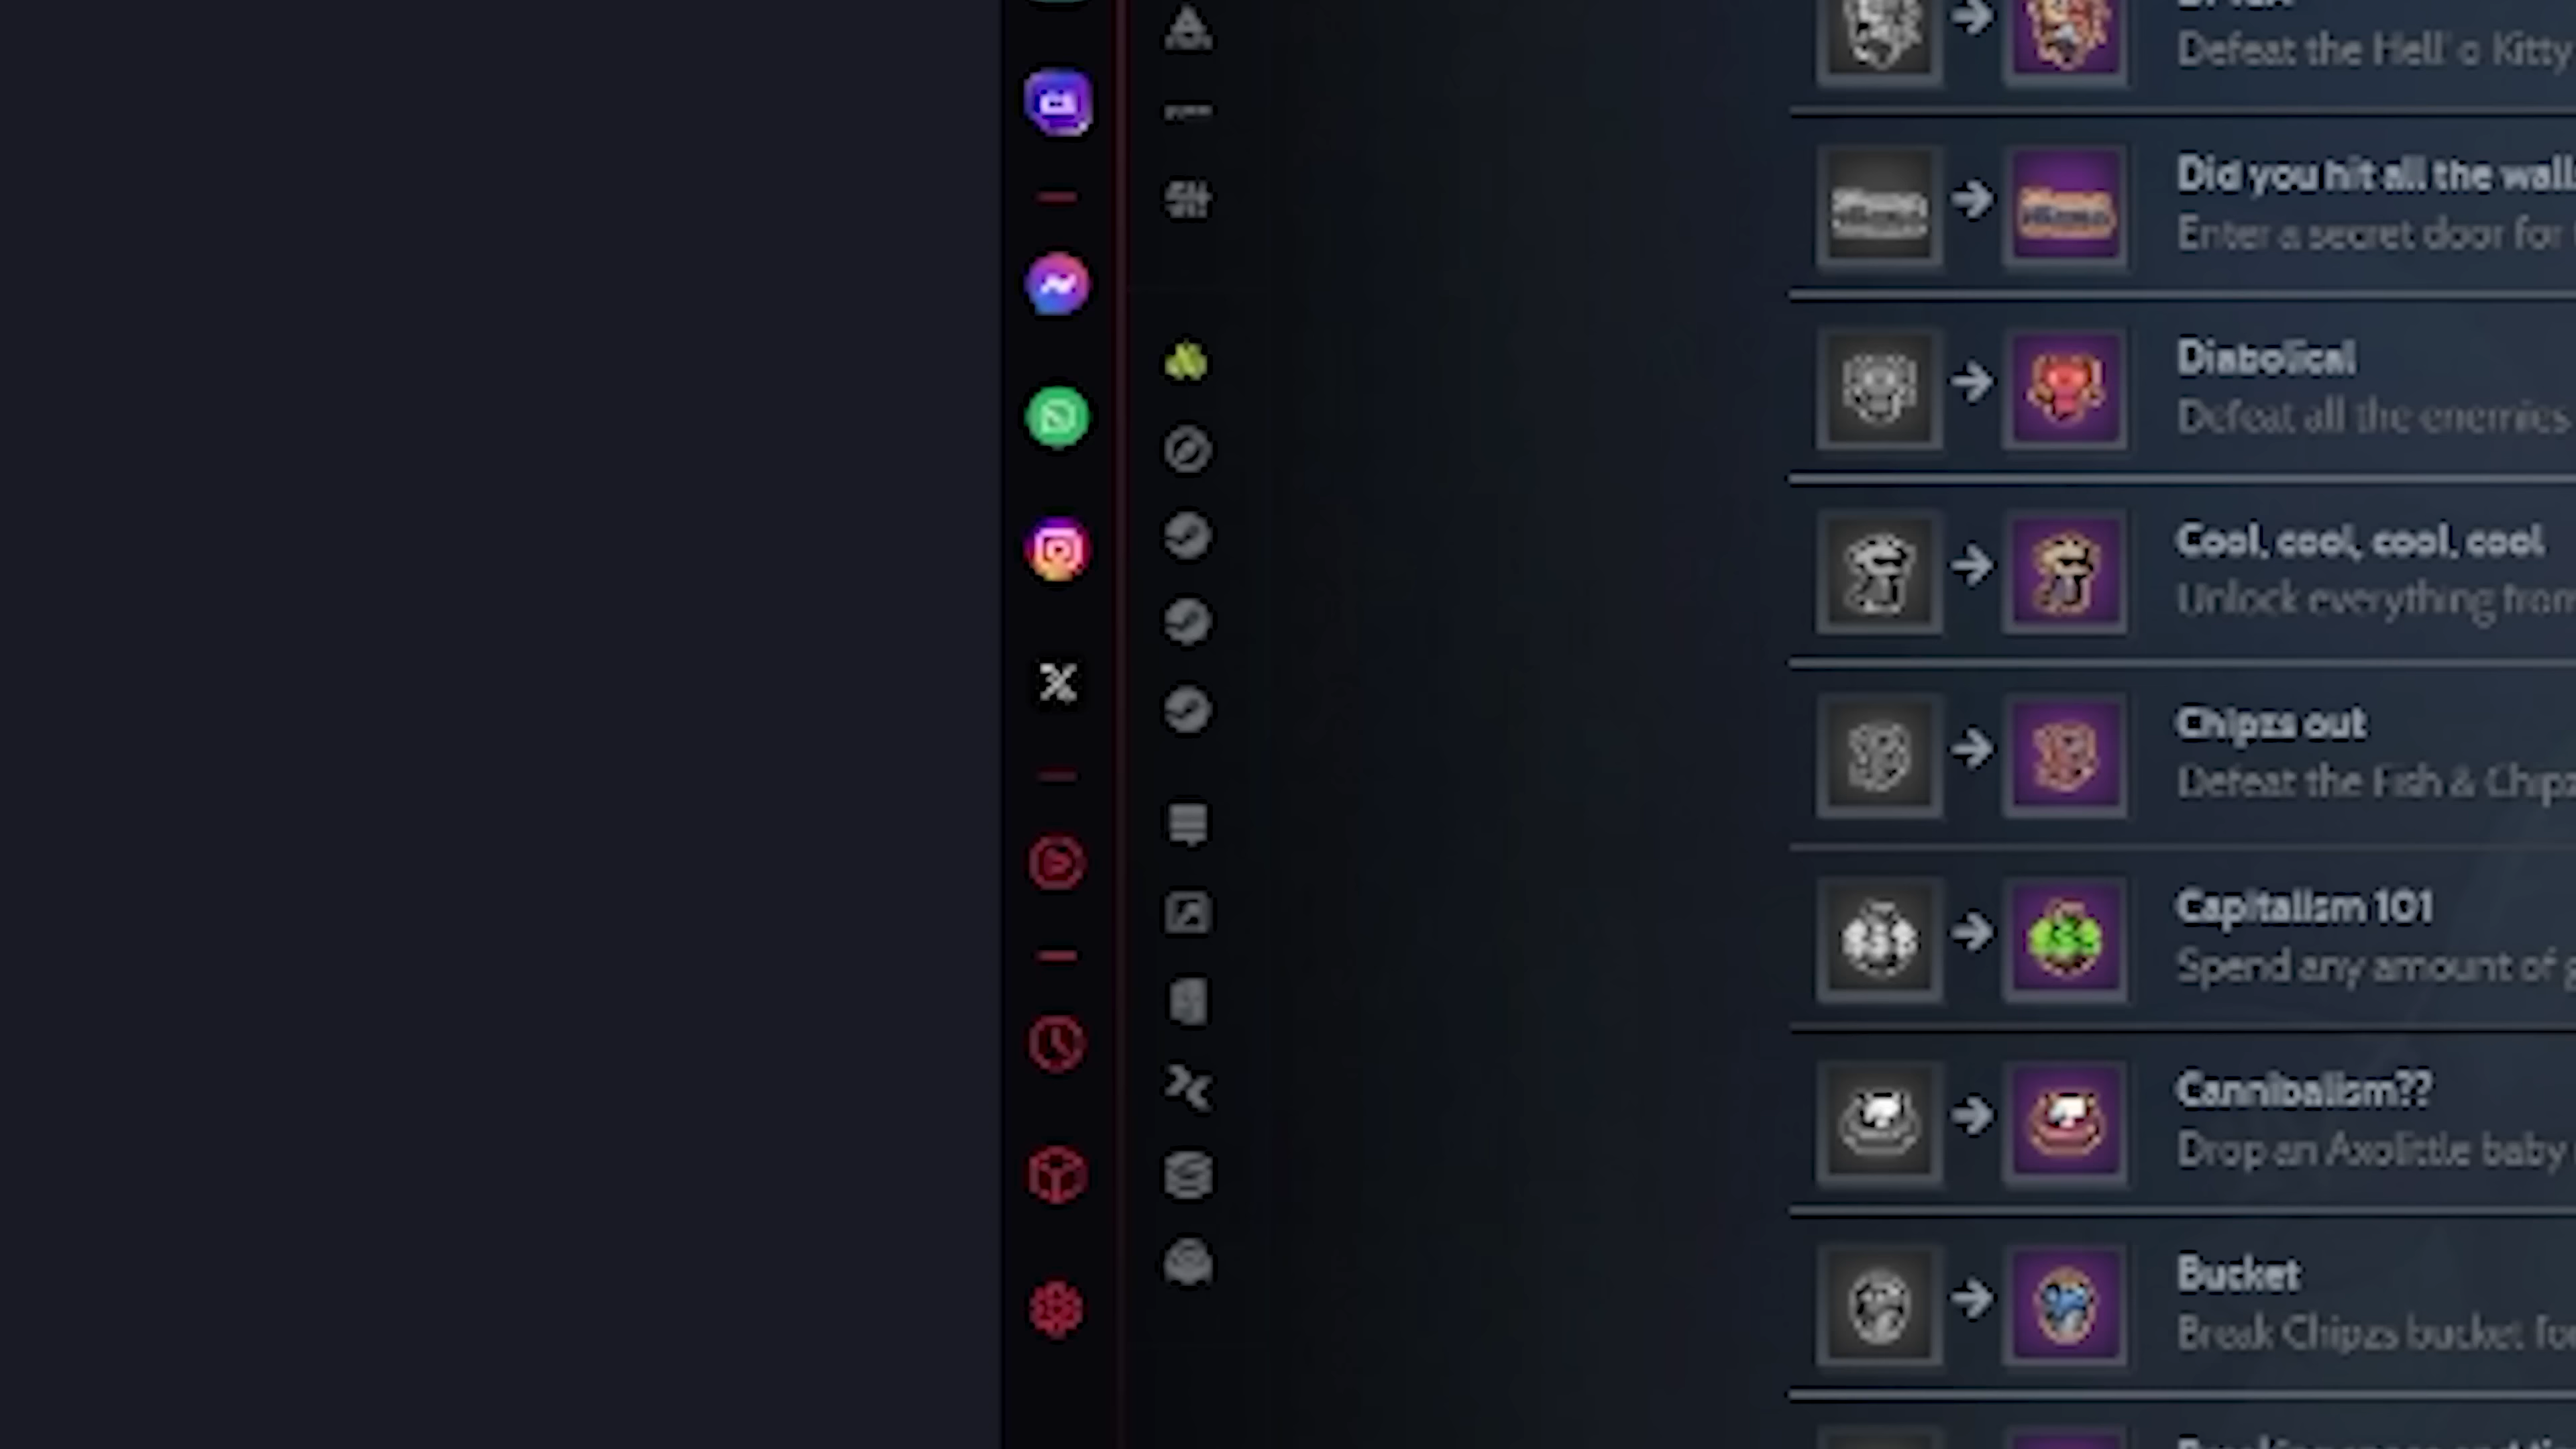 Defeat the Hell' o Kitty
Did you hit all the wall
Enter a secret door for
Diabolical
Defeat all the enemies
Cool, cool, cool, cool
Unlock everything from
Chipzs out
Defeat the Fish & Chipz
Capitalism 101
Spend any amount of g
Cannibalism??
Drop an Axolittle baby
Bucket
Break Chipzs bucket for